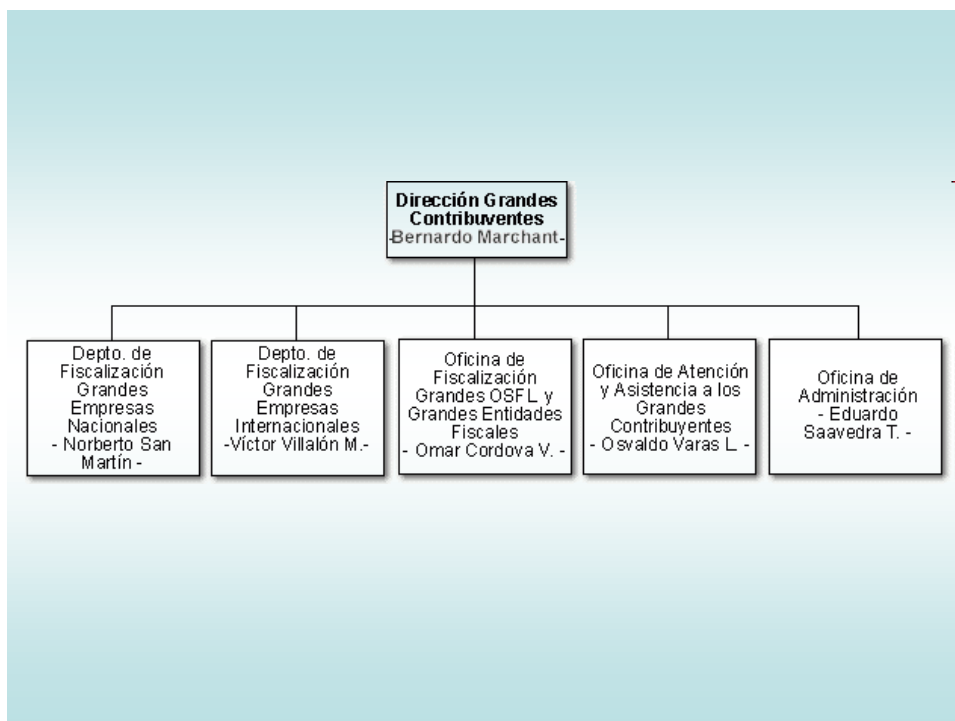 Dirección Grandes
Contribuyentes
-Bernardo Marchant-
Depto. de
Fiscalización
Grandes
Empresas
Nacionales
- Norberto San
Martín -
Depto. de
Fiscalización
Grandes
Empresas
Internacionales
-Víctor Villalón M.-
Oficina de
Fiscalización
Grandes OSFL y
Grandes Entidades
Fiscales
- Omar Cordova V. -
Oficina de Atención
y Asistencia a los
Grandes
Contribuyentes
- Osvaldo Varas L. -
Oficina de
Administración
- Eduardo
Saavedra T. -